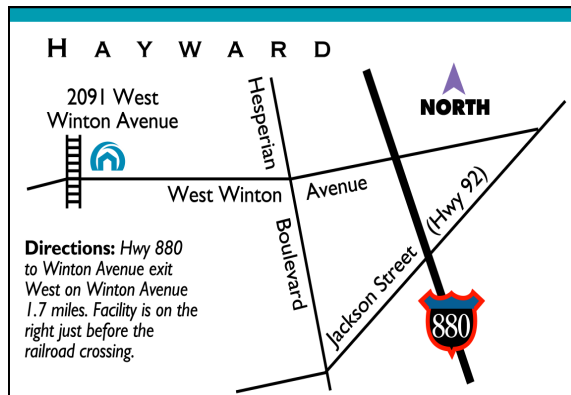 HAYWARD
2091 West
Winton Avenue
NORTH
Hesperian
Boulevard
West Winton Avenue
(Hwy 92)
Jackson Street
880
Directions: Hwy 880
to Winton Avenue exit
West on Winton Avenue
1.7 miles. Facility is on the
right just before the
railroad crossing.